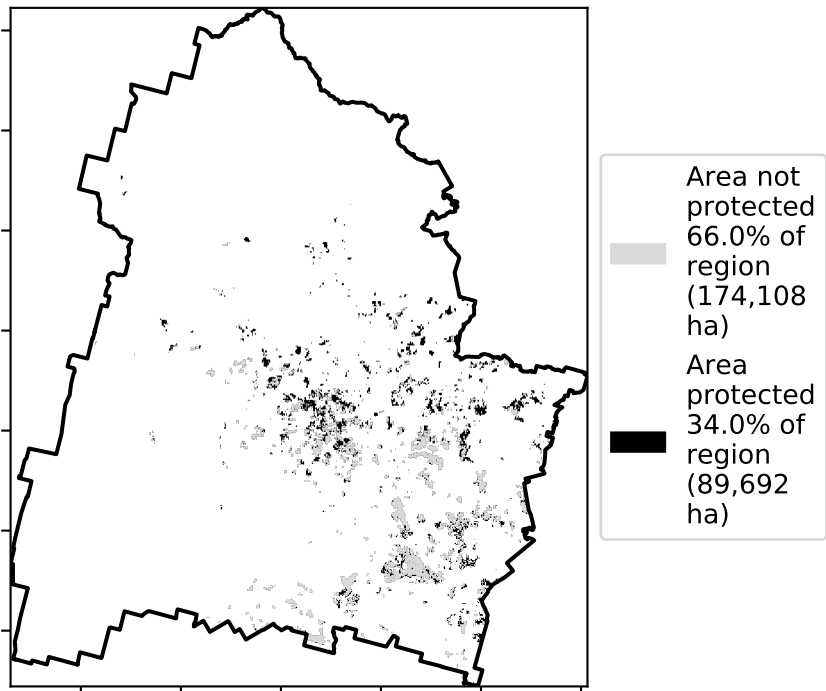 Area not
protected
66.0% of
region
(174,108
ha)
Area
protected
34.0% of
region
(89,692
ha)